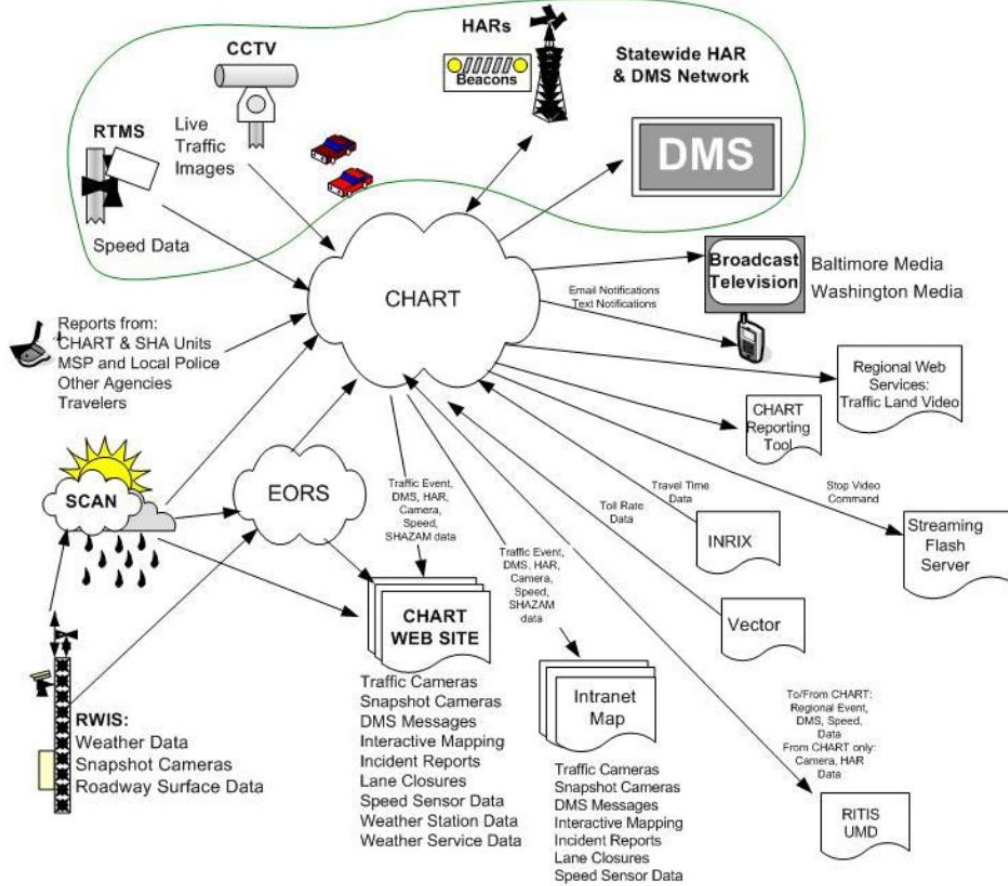 HARs
CCTV
Beacons
Statewide HAR
& DMS Network
RTMS
Live
Traffic
Images
DMS
Speed Data
CHART
Broadcast
Television
Baltimore Media
Washington Media
Email Notifications
Text Notifications
Reports from:
CHART & SHA Units
MSP and Local Police
Other Agencies
Travelers
Regional Web
Services:
Traffic Land Video
CHART
Reporting
Tool
SCAN
EORS
Traffic Event,
DMS, HAR,
Camera,
Speed,
SHAZAM data
Travel Time
Data
Toll Rate
Data
Stop Video
Command
INRIX
Streaming
Flash
Server
Traffic Event,
DMS, HAR,
Camera,
Speed,
SHAZAM
data
CHART
WEB SITE
Vector
Traffic Cameras
Snapshot Cameras
DMS Messages
Interactive Mapping
Incident Reports
Lane Closures
Speed Sensor Data
Weather Station Data
Weather Service Data
Intranet
Map
RWIS:
Weather Data
Snapshot Cameras
Roadway Surface Data
To/From CHART:
Regional Event,
DMS, Speed,
Data
From CHART only:
Camera, HAR
Data
Traffic Cameras
Snapshot Cameras
DMS Messages
Interactive Mapping
Incident Reports
Lane Closures
Speed Sensor Data
RITIS
UMD